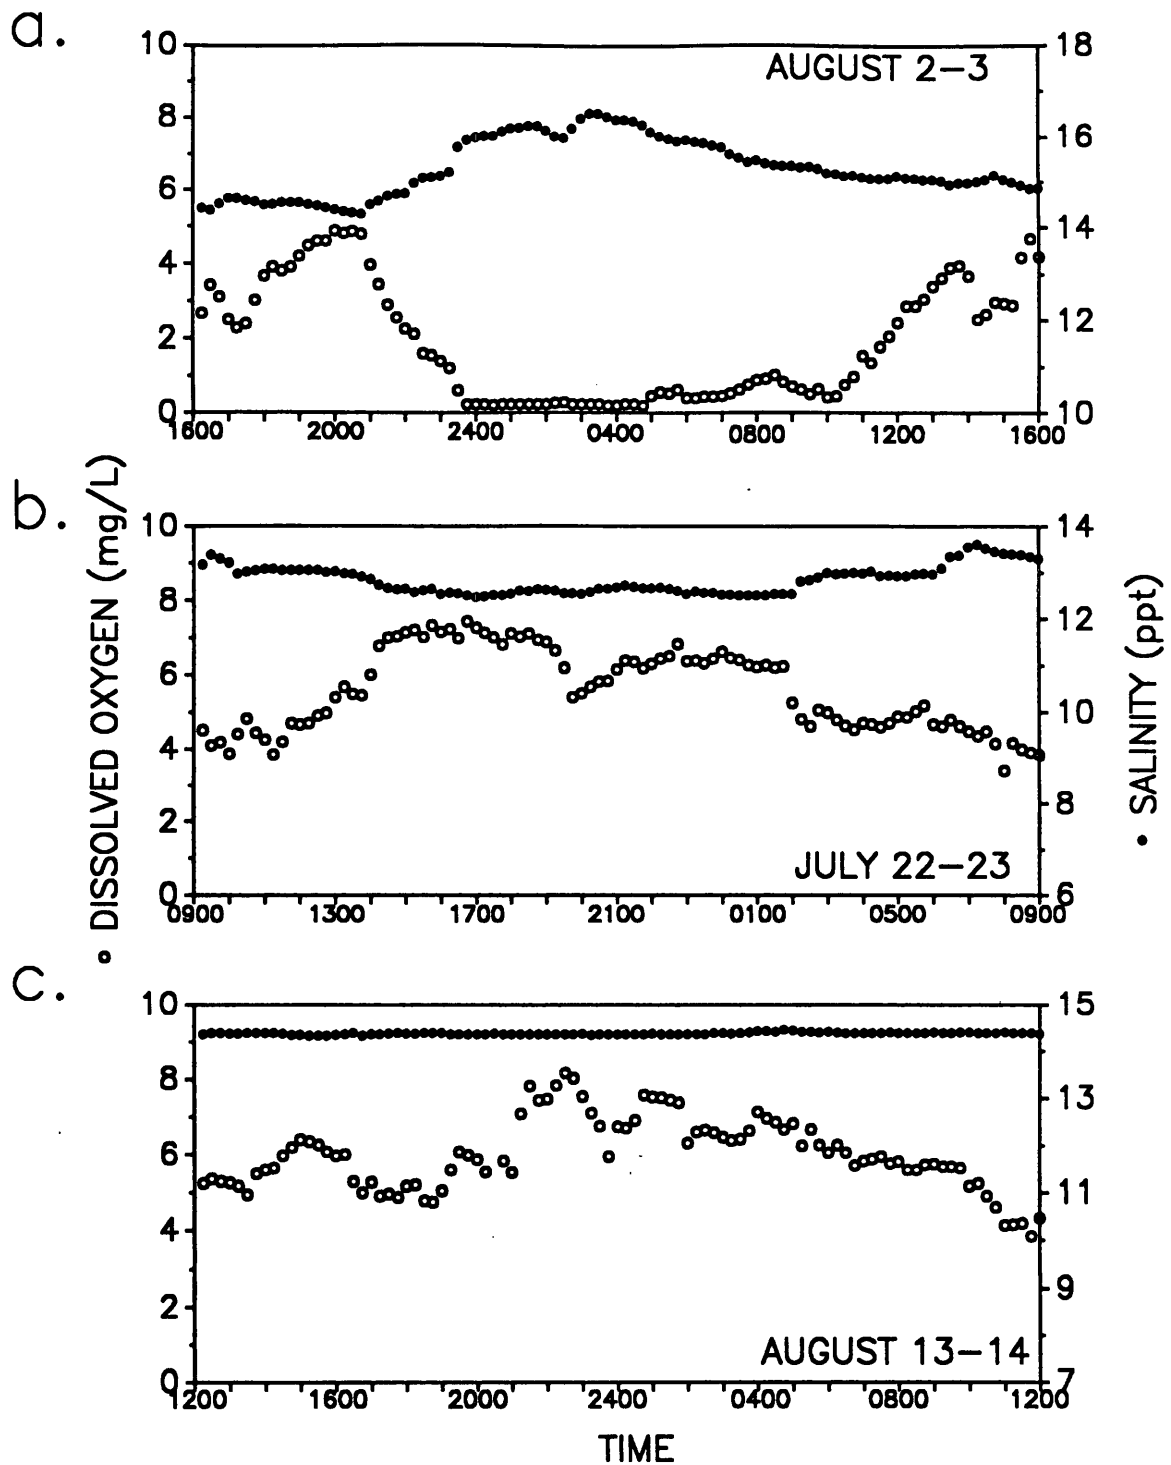 a.
AUGUST 2-3
10
8
6
4
2
0
18
16
14
12
10
1600 2000 2400 0400 0800 1200 1600
b.
10
8
6
4
2
0
14
12
10
8
6
JULY 22-23
0900 1300 1700 2100 0100 0500 0900
DISSOLVED OXYGEN (mg/L)
SALINITY (ppt)
c.
10
8
6
4
2
0
15
13
11
9
7
AUGUST 13-14
1200 1600 2000 2400 0400 0800 1200
TIME